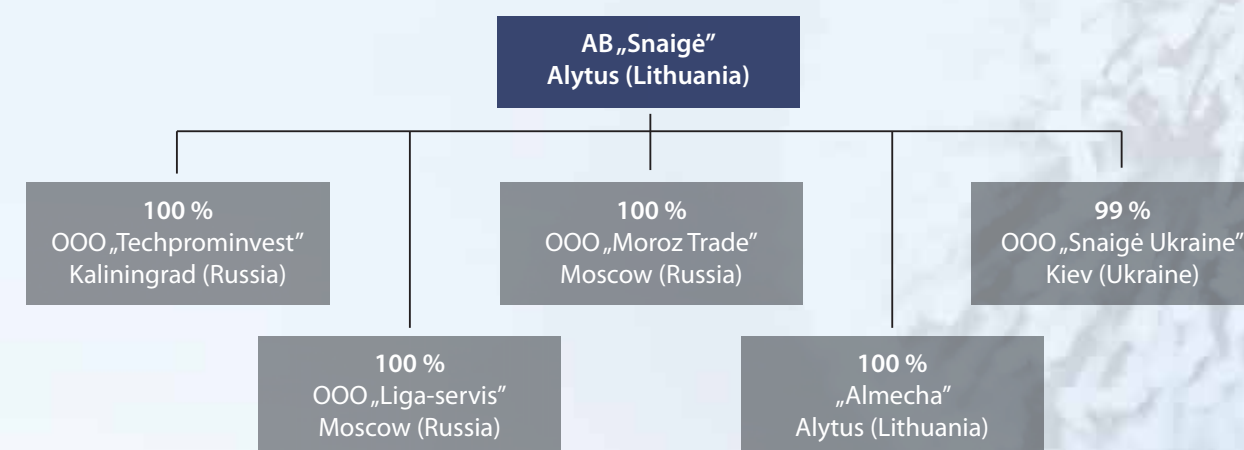 AB „Snaigė”
Alytus (Lithuania)
100 %
OOO „Techprominvest”
Kaliningrad (Russia)
100 %
OOO „Moroz Trade”
Moscow (Russia)
99 %
OOO „Snaigė Ukraine”
Kiev (Ukraine)
100 %
OOO „Liga-servis”
Moscow (Russia)
100 %
„Almecha”
Alytus (Lithuania)